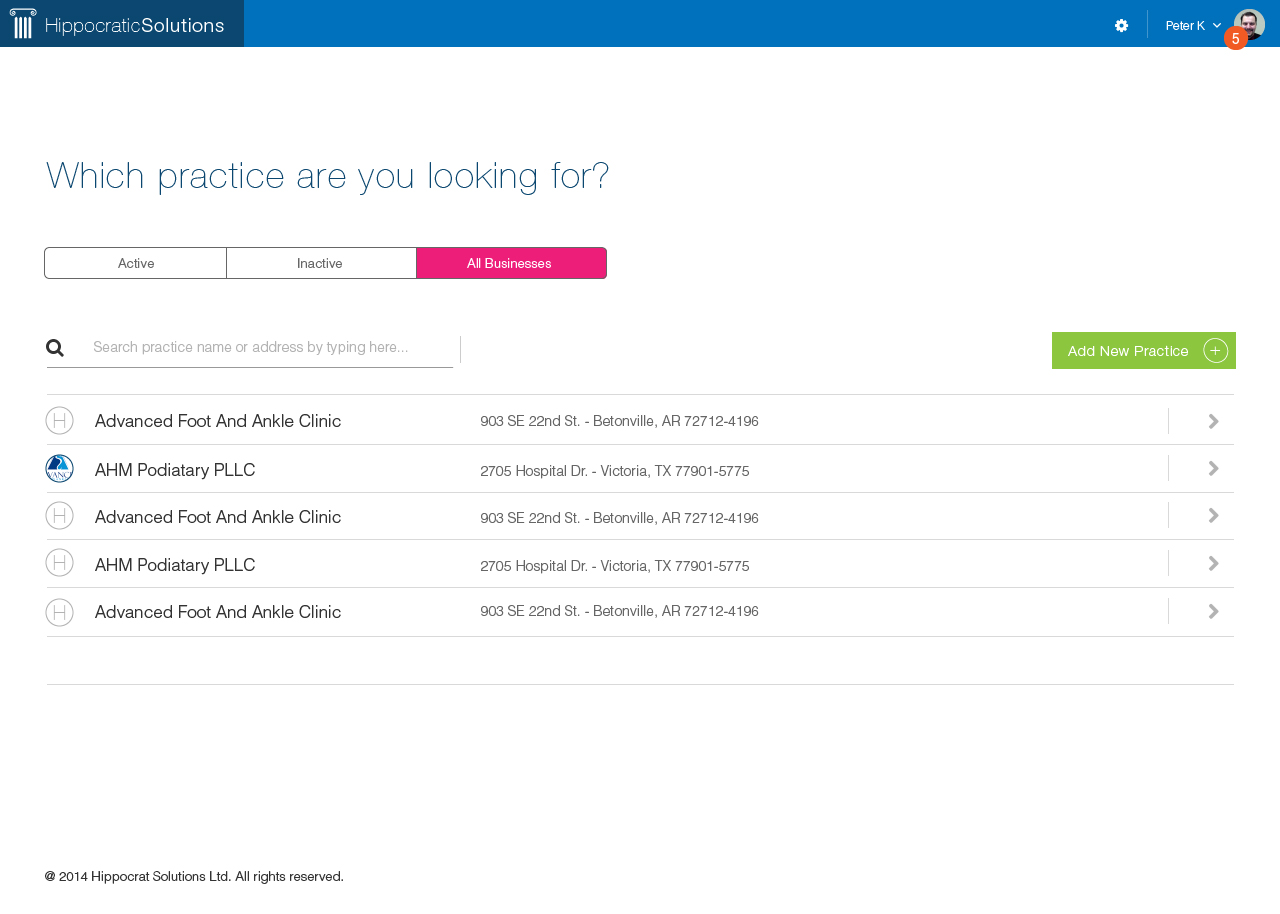 HippocraticSolutions
Peter K
5
Which practice are you looking for?
Active Inactive All Businesses
Search practice name or address by typing here...
Add New Practice
H Advanced Foot And Ankle Clinic 903 SE 22nd St. - Betonville, AR 72712-4196
AHM Podiatary PLLC 2705 Hospital Dr. - Victoria, TX 77901-5775
H Advanced Foot And Ankle Clinic 903 SE 22nd St. - Betonville, AR 72712-4196
H AHM Podiatary PLLC 2705 Hospital Dr. - Victoria, TX 77901-5775
H Advanced Foot And Ankle Clinic 903 SE 22nd St. - Betonville, AR 72712-4196
@ 2014 Hippocrat Solutions Ltd. All rights reserved.